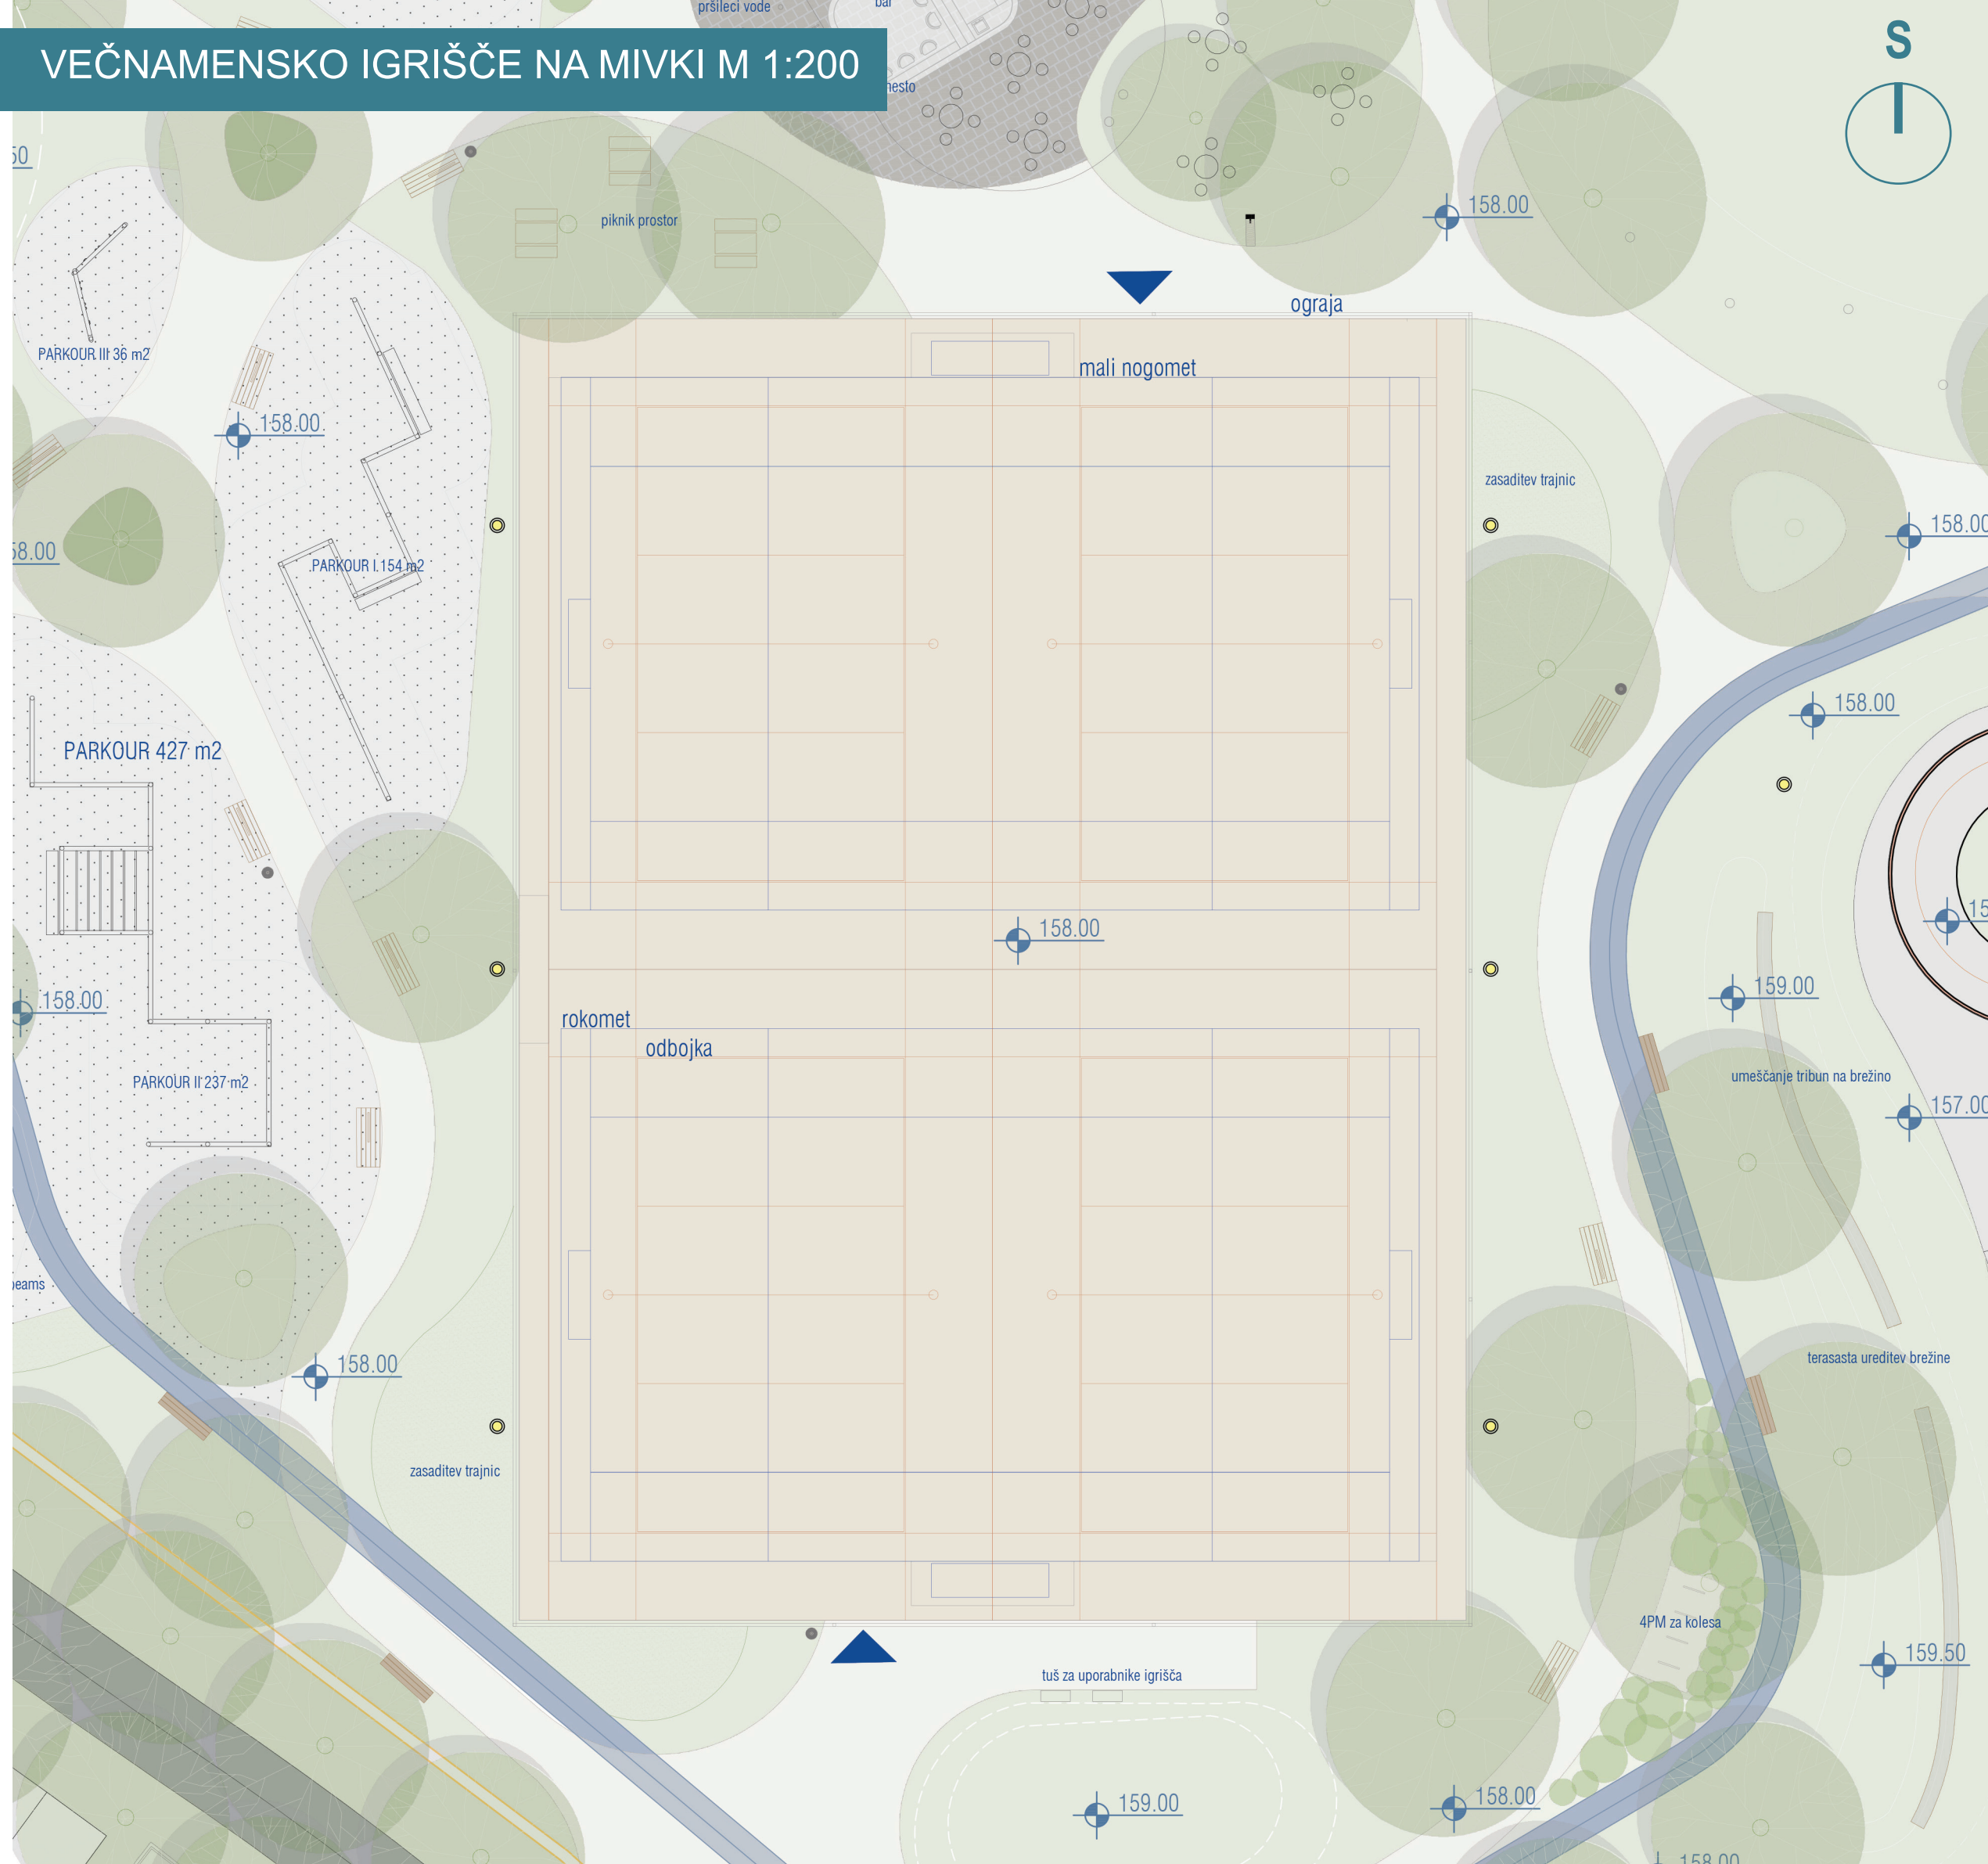 pršileci vode
bar
VEČNAMENSKO IGRIŠČE NA MIVKI M 1:200
S
piknik prostor
158.00
ograja
PARKOUR III 36 m2
mali nogomet
158.00
zasaditev trajnic
158.00
58.00
PARKOUR I 154 m2
158.00
PARKOUR 427 m2
158.00
159.00
158.00
rokomet
odbojka
umeščanje tribun na brežino
PARKOUR II 237 m2
157.00
terasasta ureditev brežine
158.00
zasaditev trajnic
4PM za kolesa
159.50
tuš za uporabnike igrišča
159.00
158.00
158.00